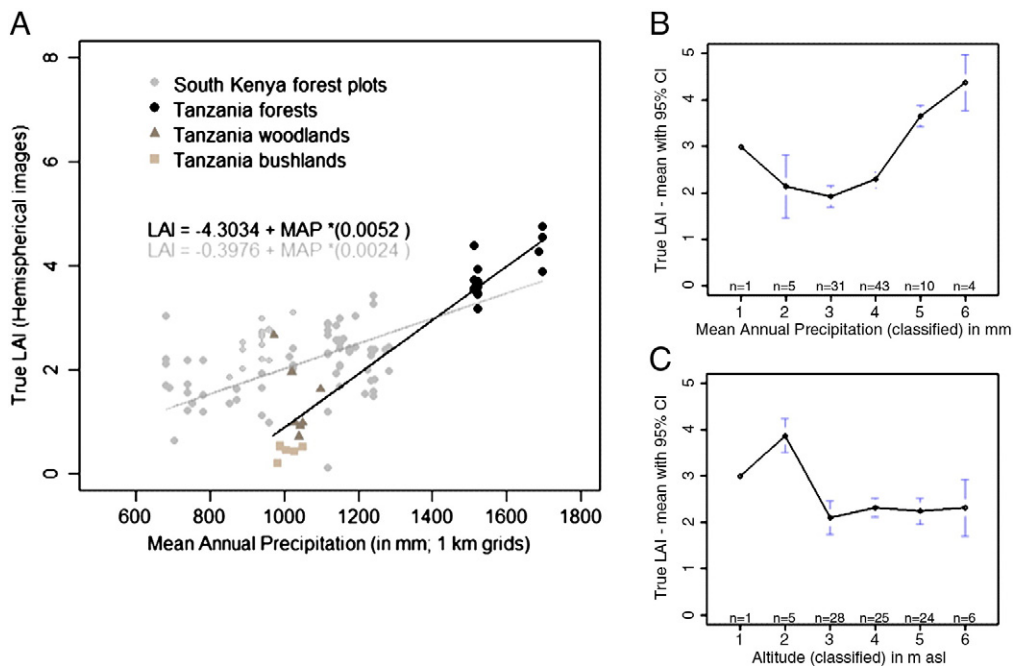 A
8
6
4
2
0
True LAI (Hemispherical images)
South Kenya forest plots
Tanzania forests
Tanzania woodlands
Tanzania bushlands
LAI = -4.3034 + MAP *(0.0052 )
LAI = -0.3976 + MAP *(0.0024 )
600 800 1000 1200 1400 1600 1800
Mean Annual Precipitation (in mm; 1 km grids)
B
5
4
3
2
1
0
True LAI - mean with 95% CI
n=1 n=5 n=31 n=43 n=10 n=4
1 2 3 4 5 6
Mean Annual Precipitation (classified) in mm
C
5
4
3
2
1
0
True LAI - mean with 95% CI
n=1 n=5 n=28 n=25 n=24 n=6
1 2 3 4 5 6
Altitude (classified) in m asl